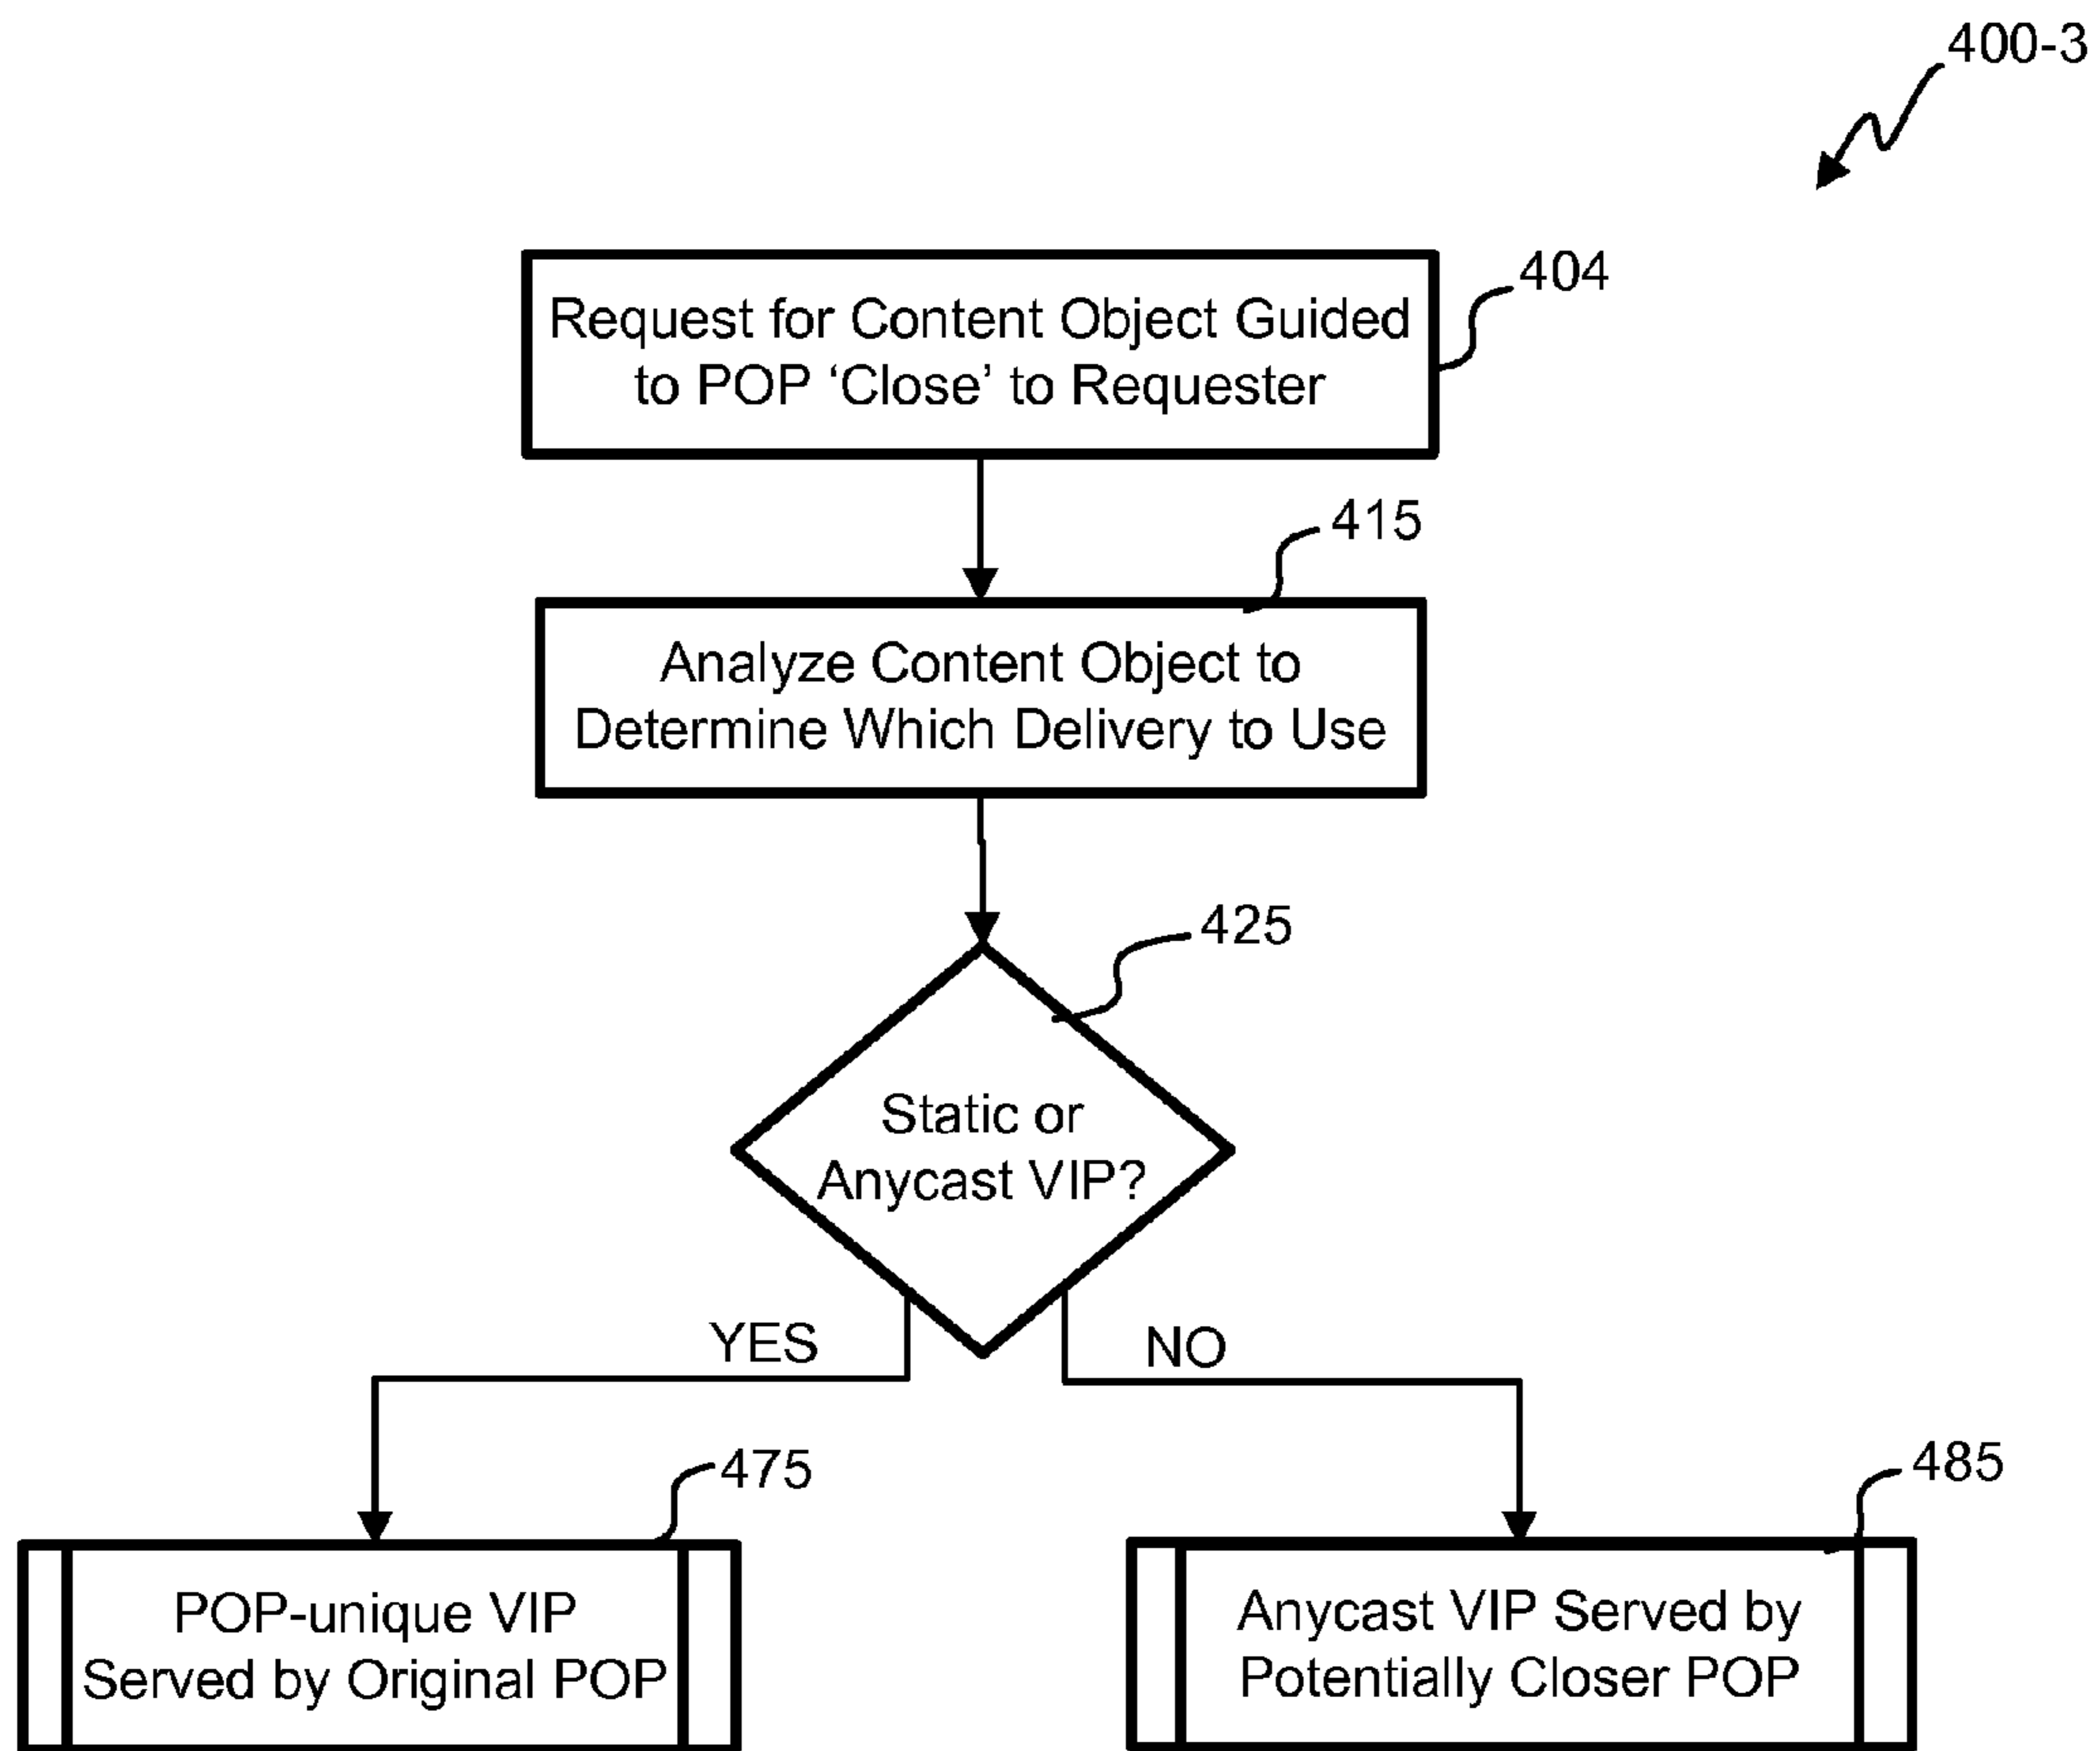 400-3
404
Request for Content Object Guided
to POP ‘Close’ to Requester
415
Analyze Content Object to
Determine Which Delivery to Use
425
Static or
Anycast VIP?
YES
NO
475
485
POP-unique VIP
Served by Original POP
Anycast VIP Served by
Potentially Closer POP